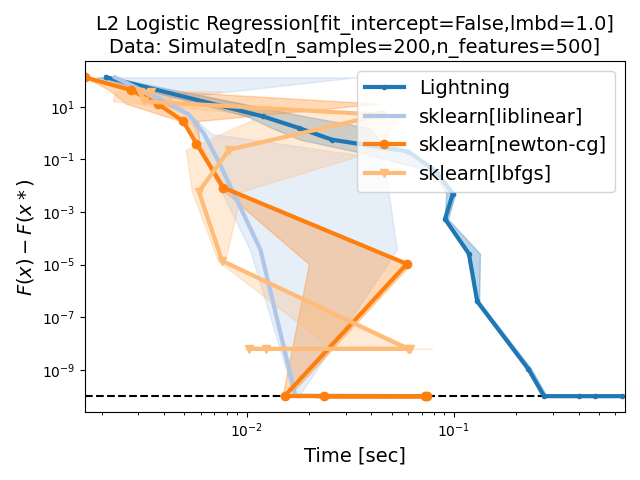 L2 Logistic Regression[fit_intercept=False,lmbd=1.0]
Data: Simulated[n_samples=200,n_features=500]
Lightning
sklearn[liblinear]
sklearn[newton-cg]
sklearn[lbfgs]
10¹
10⁻¹
10⁻³
10⁻⁵
10⁻⁷
10⁻⁹
F(x) − F(x*)
10⁻²
10⁻¹
Time [sec]